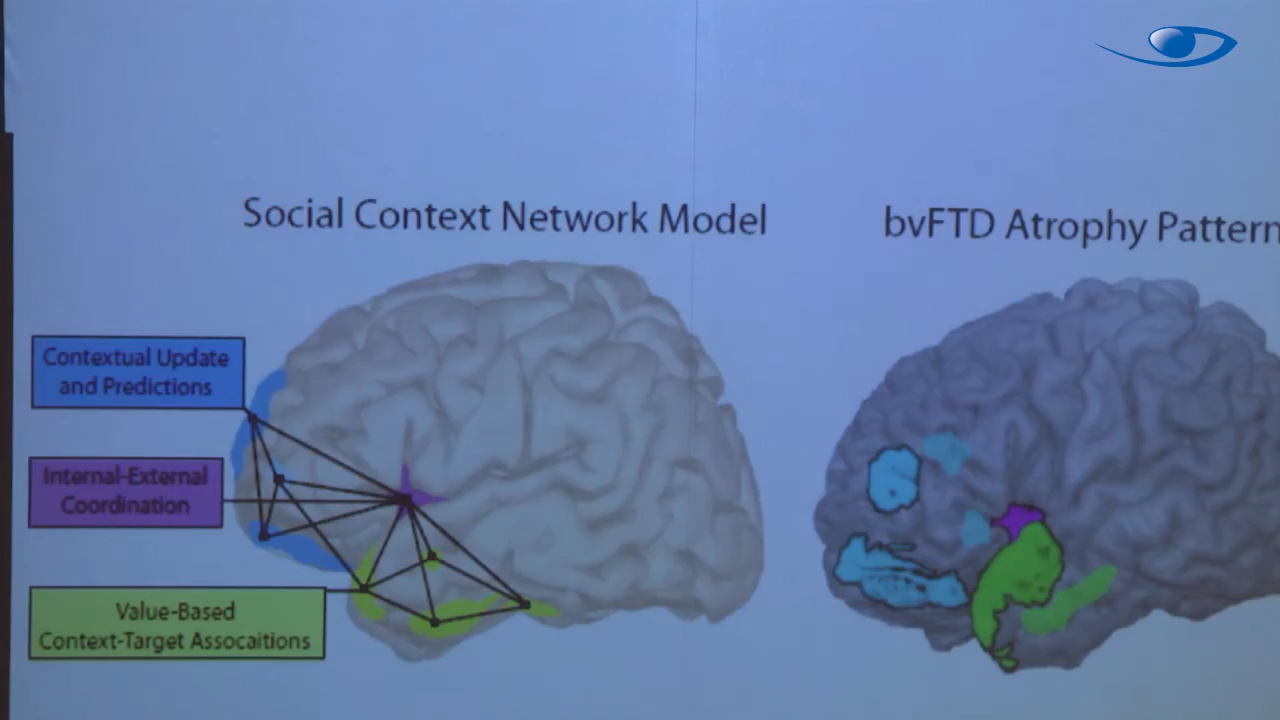 Social Context Network Model
bvFTD Atrophy Pattern
Contextual Update
and Predictions
Internal-External
Coordination
Value-Based
Context-Target Assocaitions